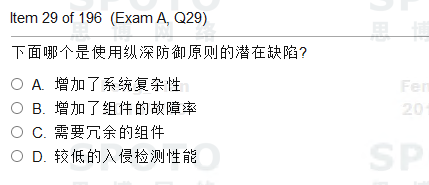 Item 29 of 196 (Exam A, Q29)
下面哪个是使用纵深防御原则的潜在缺陷?
A. 增加了系统复杂性
B. 增加了组件的故障率
C. 需要冗余的组件
D. 较低的入侵检测性能